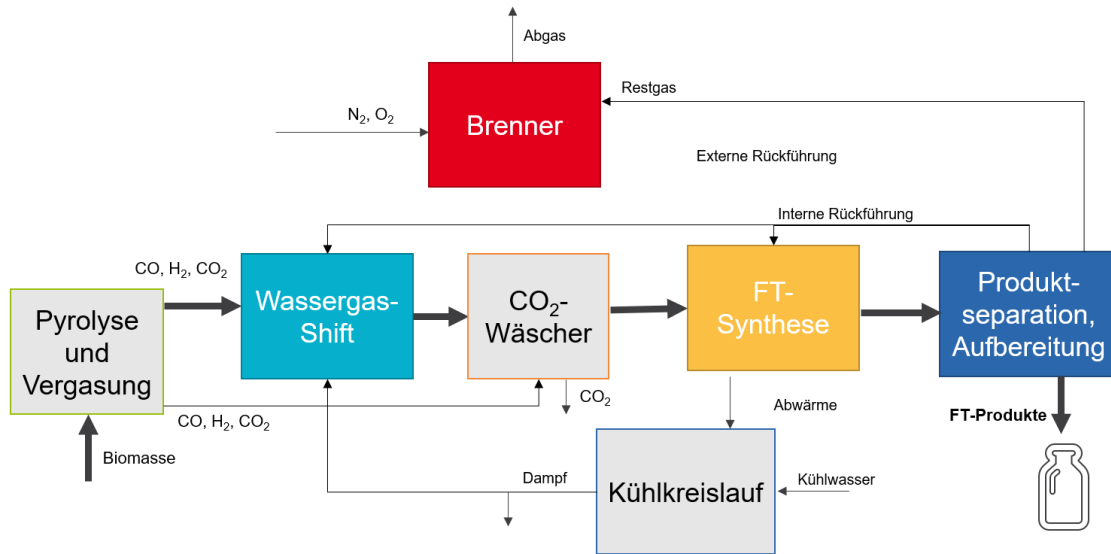 Abgas
Restgas
Brenner
N₂, O₂
Externe Rückführung
Interne Rückführung
CO, H₂, CO₂
Pyrolyse
und
Vergasung
Wassergas-
Shift
CO₂-
Wäscher
FT-
Synthese
Produkt-
separation,
Aufbereitung
CO₂
CO, H₂, CO₂
Abwärme
FT-Produkte
Biomasse
Dampf
Kühlkreislauf
Kühlwasser